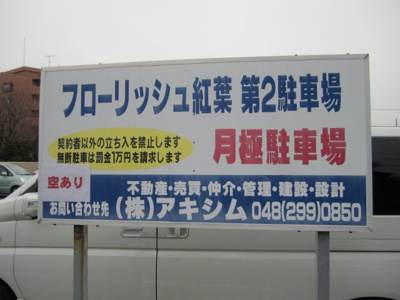 フローリッシュ紅葉 第2駐車場
契約者以外の立ち入を禁止します
無断駐車は罰金1万円を請求します
月極駐車場
空あり
不動産・売買・仲介・管理・建設・設計
お問い合わせ先 (株)アキシム 048(299)0850